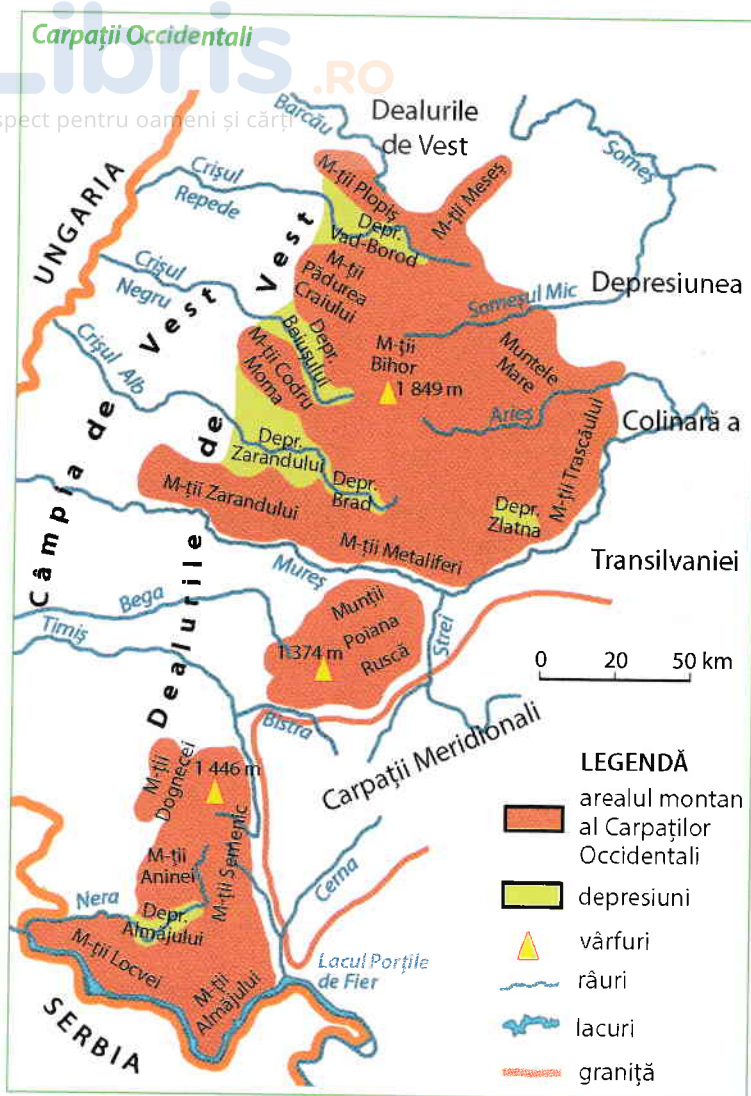 Carpații Occidentali
Libris .RO
spect pentru oameni și cărți
Barcău
Dealurile
de Vest
Someș
UNGARIA
Crișul
Repede
M-ții Plopiș
M-ții Meseș
Depr.
Vad-Borod
Crișul
Negru
M-ții
Pădurea
Craiului
Someșul Mic
Depresiunea
Crișul Alb
Depr.
Beiușului
M-ții Codru
Moma
M-ții
Bihor
1 849 m
Muntele
Mare
Arieș
Colinară a
Depr.
Zarandului
Depr.
Brad
M-ții Trascăului
Depr.
Zlatna
M-ții Zarandului
M-ții Metaliferi
Transilvaniei
Câmpia de Vest
Dealurile de Vest
Mureș
Bega
Timiș
Munții
Poiana
Ruscă
1 374 m
Strei
0 20 50 km
Bistra
Carpații Meridionali
M-ții
Dognecei
1 446 m
M-ții Semenic
M-ții
Aninei
Cerna
Nera
Depr.
Almăjului
M-ții Locvei
M-ții
Almăjului
Lacul Porțile
de Fier
SERBIA
LEGENDĂ
arealul montan
al Carpaților
Occidentali
depresiuni
vârfuri
râuri
lacuri
graniță